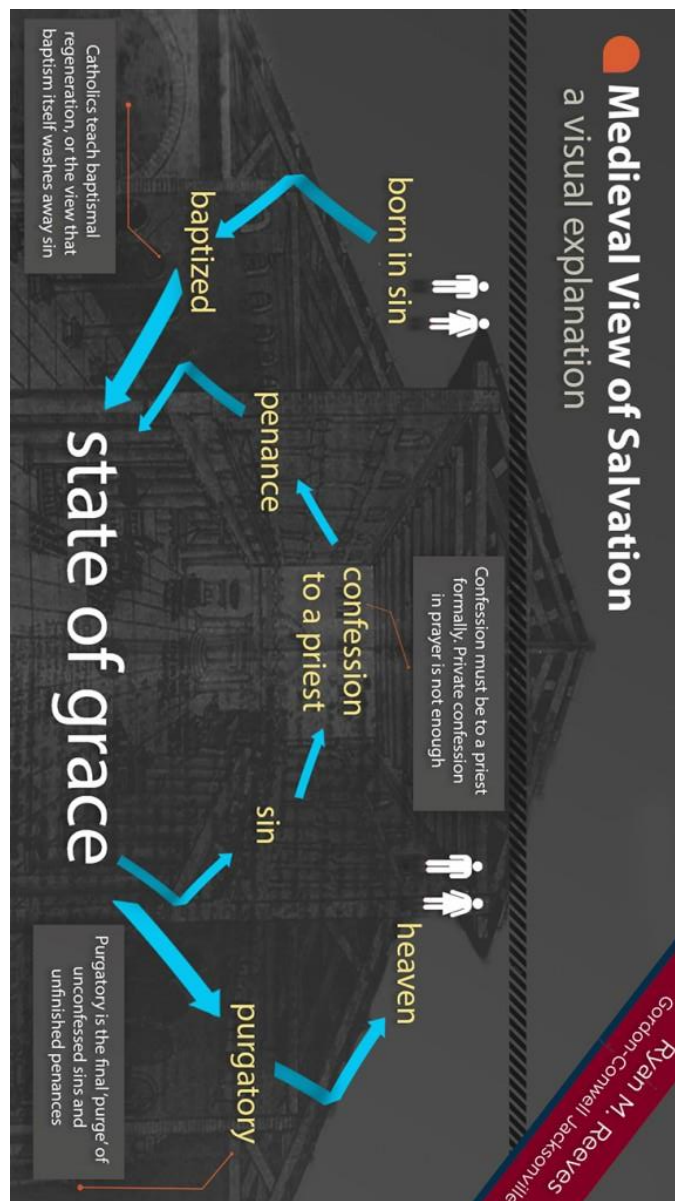 Medieval View of Salvation
a visual explanation
Ryan M. Reeves
Gordon-Conwell Jacksonville
born in sin
baptized
Catholics teach baptismal
regeneration, or the view that
baptism itself washes away sin
penance
confession
to a priest
Confession must be to a priest
formally. Private confession
in prayer is not enough
sin
state of grace
heaven
purgatory
Purgatory is the final 'purge' of
unconfessed sins and
unfinished penances